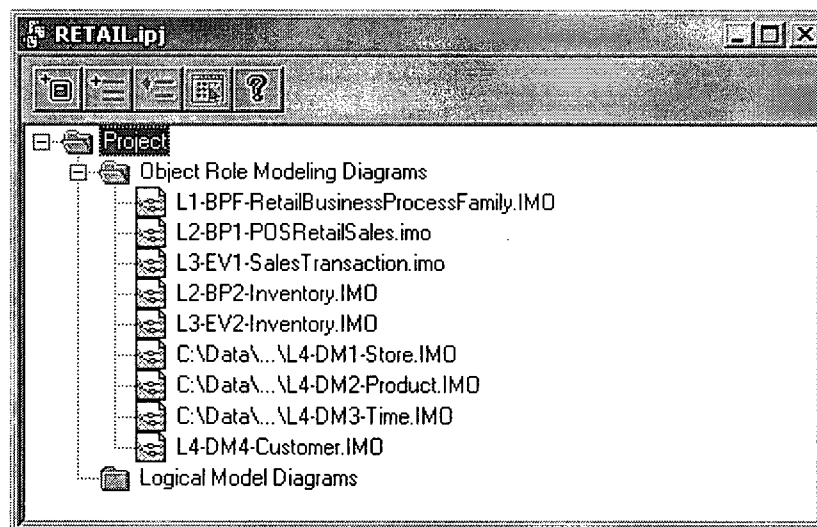 RETAIL.ipj
Project
Object Role Modeling Diagrams
L1-BPF-RetailBusinessProcessFamily.IMO
L2-BP1-POSRetailSales.imo
L3-EV1-SalesTransaction.imo
L2-BP2-Inventory.IMO
L3-EV2-Inventory.IMO
C:\Data\...\L4-DM1-Store.IMO
C:\Data\...\L4-DM2-Product.IMO
C:\Data\...\L4-DM3-Time.IMO
L4-DM4-Customer.IMO
Logical Model Diagrams